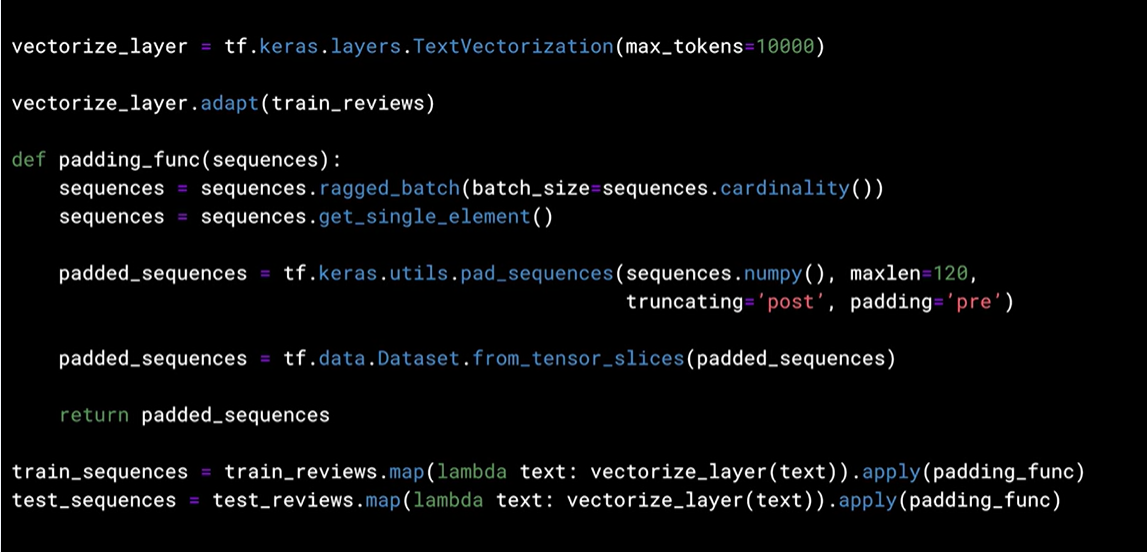 vectorize_layer = tf.keras.layers.TextVectorization(max_tokens=10000)
vectorize_layer.adapt(train_reviews)
def padding_func(sequences):
    sequences = sequences.ragged_batch(batch_size=sequences.cardinality())
    sequences = sequences.get_single_element()
    padded_sequences = tf.keras.utils.pad_sequences(sequences.numpy(), maxlen=120,
                                                    truncating='post', padding='pre')
    padded_sequences = tf.data.Dataset.from_tensor_slices(padded_sequences)
    return padded_sequences
train_sequences = train_reviews.map(lambda text: vectorize_layer(text)).apply(padding_func)
test_sequences = test_reviews.map(lambda text: vectorize_layer(text)).apply(padding_func)